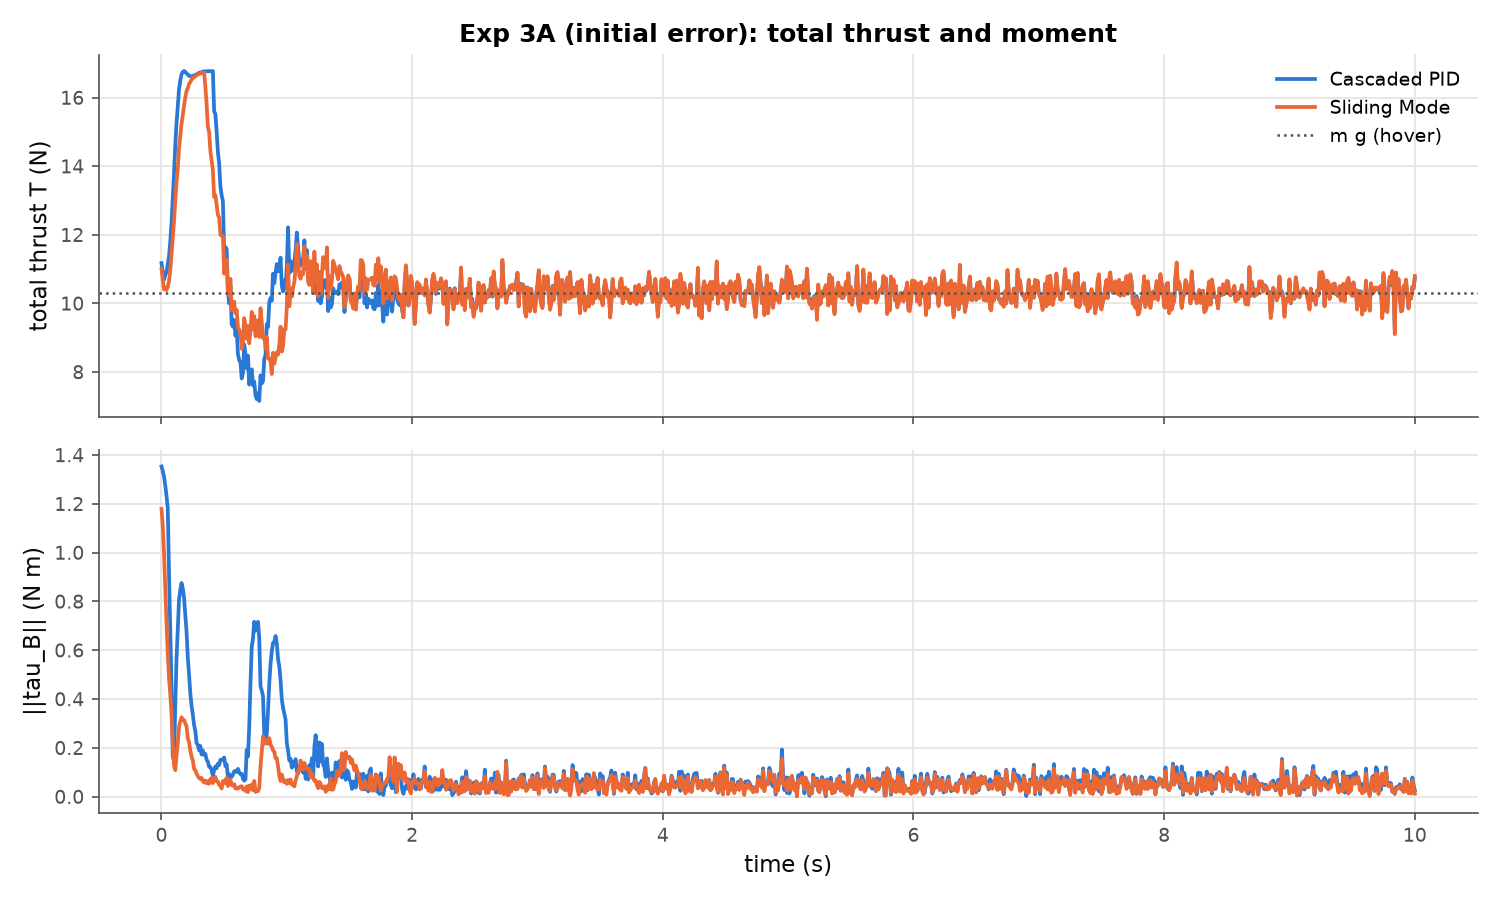 Exp 3A (initial error): total thrust and moment
total thrust T (N)
16
14
12
10
8
Cascaded PID
Sliding Mode
m g (hover)
||tau_B|| (N m)
1.4
1.2
1.0
0.8
0.6
0.4
0.2
0.0
0 2 4 6 8 10
time (s)